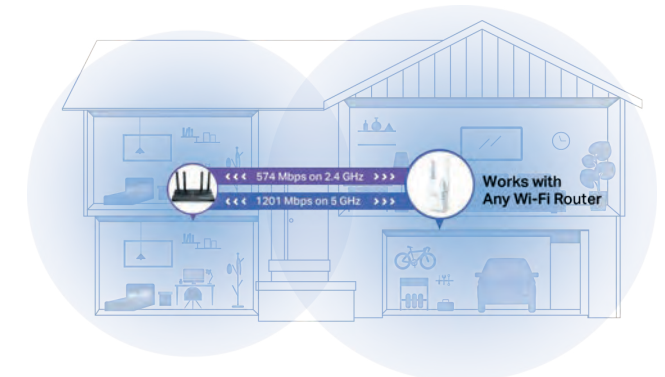 <<< 574 Mbps on 2.4 GHz >>>
<<< 1201 Mbps on 5 GHz >>>
Works with
Any Wi-Fi Router